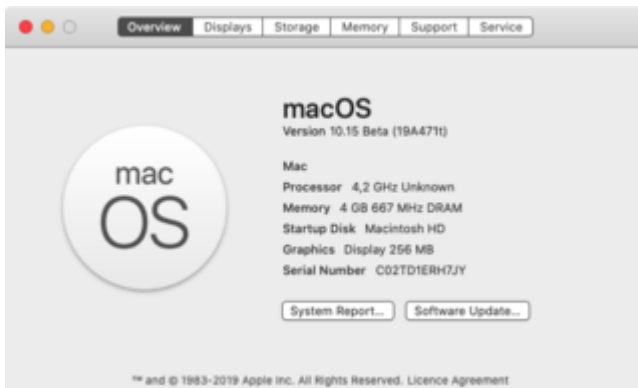 Overview Displays Storage Memory Support Service
mac
OS
macOS
Version 10.15 Beta (19A471t)
Mac
Processor 4,2 GHz Unknown
Memory 4 GB 667 MHz DRAM
Startup Disk Macintosh HD
Graphics Display 256 MB
Serial Number C02TD1ERH7JY
System Report... Software Update...
™ and © 1983-2019 Apple Inc. All Rights Reserved. Licence Agreement